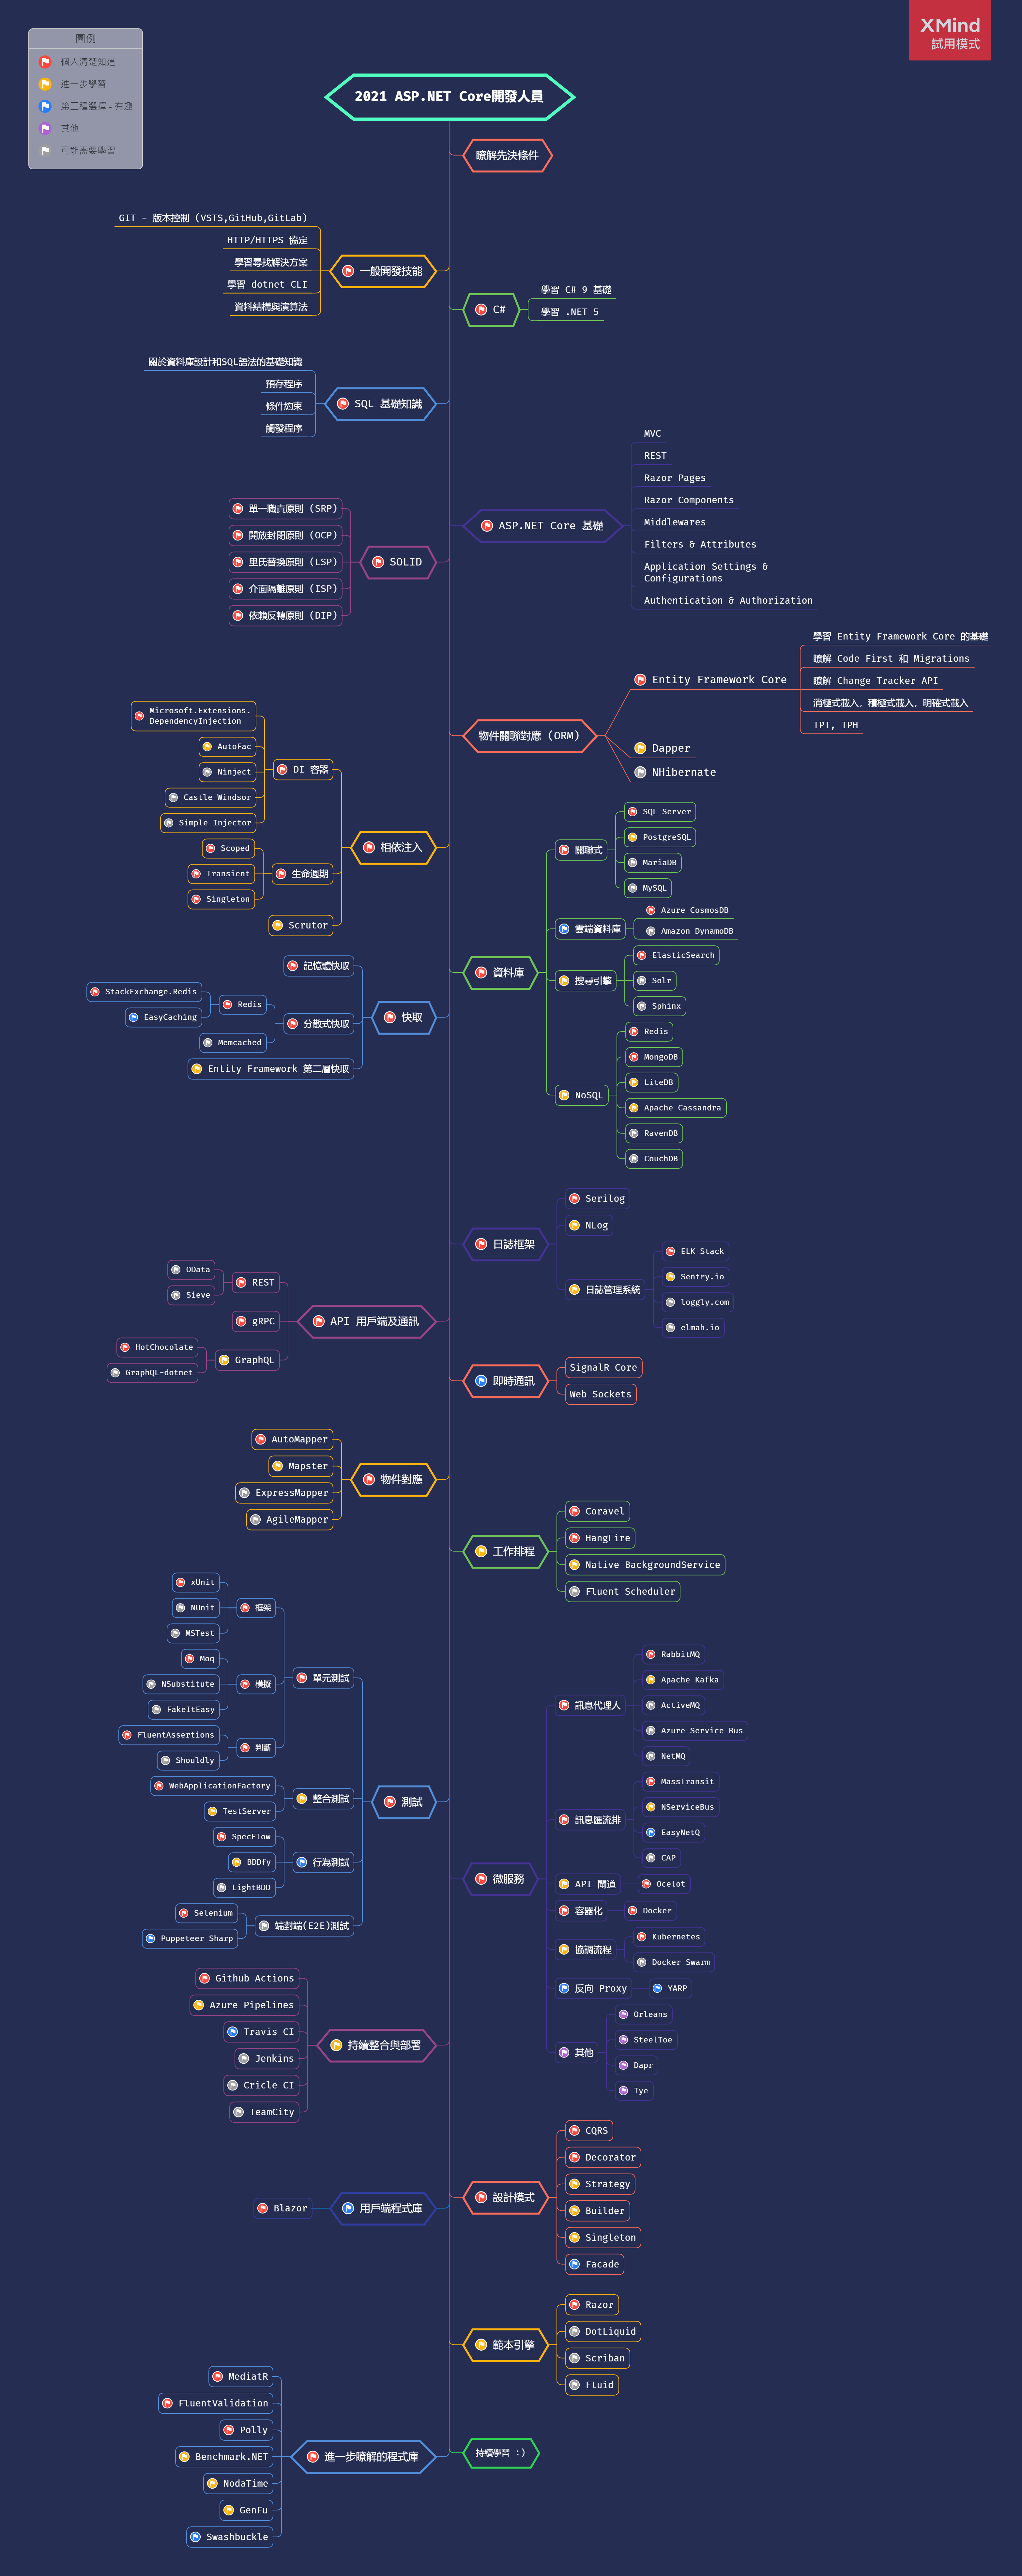 XMind
試用模式
圖例
個人清楚知道
進一步學習
第三種選擇 - 有趣
其他
可能需要學習
2021 ASP.NET Core開發人員
瞭解先決條件
GIT - 版本控制 (VSTS,GitHub,GitLab)
HTTP/HTTPS 協定
學習尋找解決方案
學習 dotnet CLI
資料結構與演算法
一般開發技能
C#
學習 C# 9 基礎
學習 .NET 5
關於資料庫設計和SQL語法的基礎知識
預存程序
條件約束
觸發程序
SQL 基礎知識
ASP.NET Core 基礎
MVC
REST
Razor Pages
Razor Components
Middlewares
Filters & Attributes
Application Settings &
Configurations
Authentication & Authorization
單一職責原則 (SRP)
開放封閉原則 (OCP)
里氏替換原則 (LSP)
介面隔離原則 (ISP)
依賴反轉原則 (DIP)
SOLID
物件關聯對應 (ORM)
Entity Framework Core
學習 Entity Framework Core 的基礎
瞭解 Code First 和 Migrations
瞭解 Change Tracker API
消極式載入, 積極式載入, 明確式載入
TPT, TPH
Dapper
NHibernate
Microsoft.Extensions.
DependencyInjection
AutoFac
Ninject
Castle Windsor
Simple Injector
DI 容器
Scoped
Transient
Singleton
生命週期
Scrutor
相依注入
資料庫
關聯式
SQL Server
PostgreSQL
MariaDB
MySQL
雲端資料庫
Azure CosmosDB
Amazon DynamoDB
搜尋引擎
ElasticSearch
Solr
Sphinx
NoSQL
Redis
MongoDB
LiteDB
Apache Cassandra
RavenDB
CouchDB
記憶體快取
StackExchange.Redis
EasyCaching
Redis
Memcached
分散式快取
Entity Framework 第二層快取
快取
日誌框架
Serilog
NLog
日誌管理系統
ELK Stack
Sentry.io
loggly.com
elmah.io
OData
Sieve
REST
gRPC
HotChocolate
GraphQL-dotnet
GraphQL
API 用戶端及通訊
即時通訊
SignalR Core
Web Sockets
AutoMapper
Mapster
ExpressMapper
AgileMapper
物件對應
工作排程
Coravel
HangFire
Native BackgroundService
Fluent Scheduler
xUnit
NUnit
MSTest
框架
Moq
NSubstitute
FakeItEasy
模擬
FluentAssertions
Shouldly
判斷
單元測試
WebApplicationFactory
TestServer
整合測試
SpecFlow
BDDfy
LightBDD
行為測試
Selenium
Puppeteer Sharp
端對端(E2E)測試
測試
微服務
訊息代理人
RabbitMQ
Apache Kafka
ActiveMQ
Azure Service Bus
NetMQ
訊息匯流排
MassTransit
NServiceBus
EasyNetQ
CAP
API 閘道
Ocelot
容器化
Docker
協調流程
Kubernetes
Docker Swarm
反向 Proxy
YARP
其他
Orleans
SteelToe
Dapr
Tye
Github Actions
Azure Pipelines
Travis CI
Jenkins
Cricle CI
TeamCity
持續整合與部署
設計模式
CQRS
Decorator
Strategy
Builder
Singleton
Facade
Blazor
用戶端程式庫
範本引擎
Razor
DotLiquid
Scriban
Fluid
MediatR
FluentValidation
Polly
Benchmark.NET
NodaTime
GenFu
Swashbuckle
進一步瞭解的程式庫
持續學習 :)